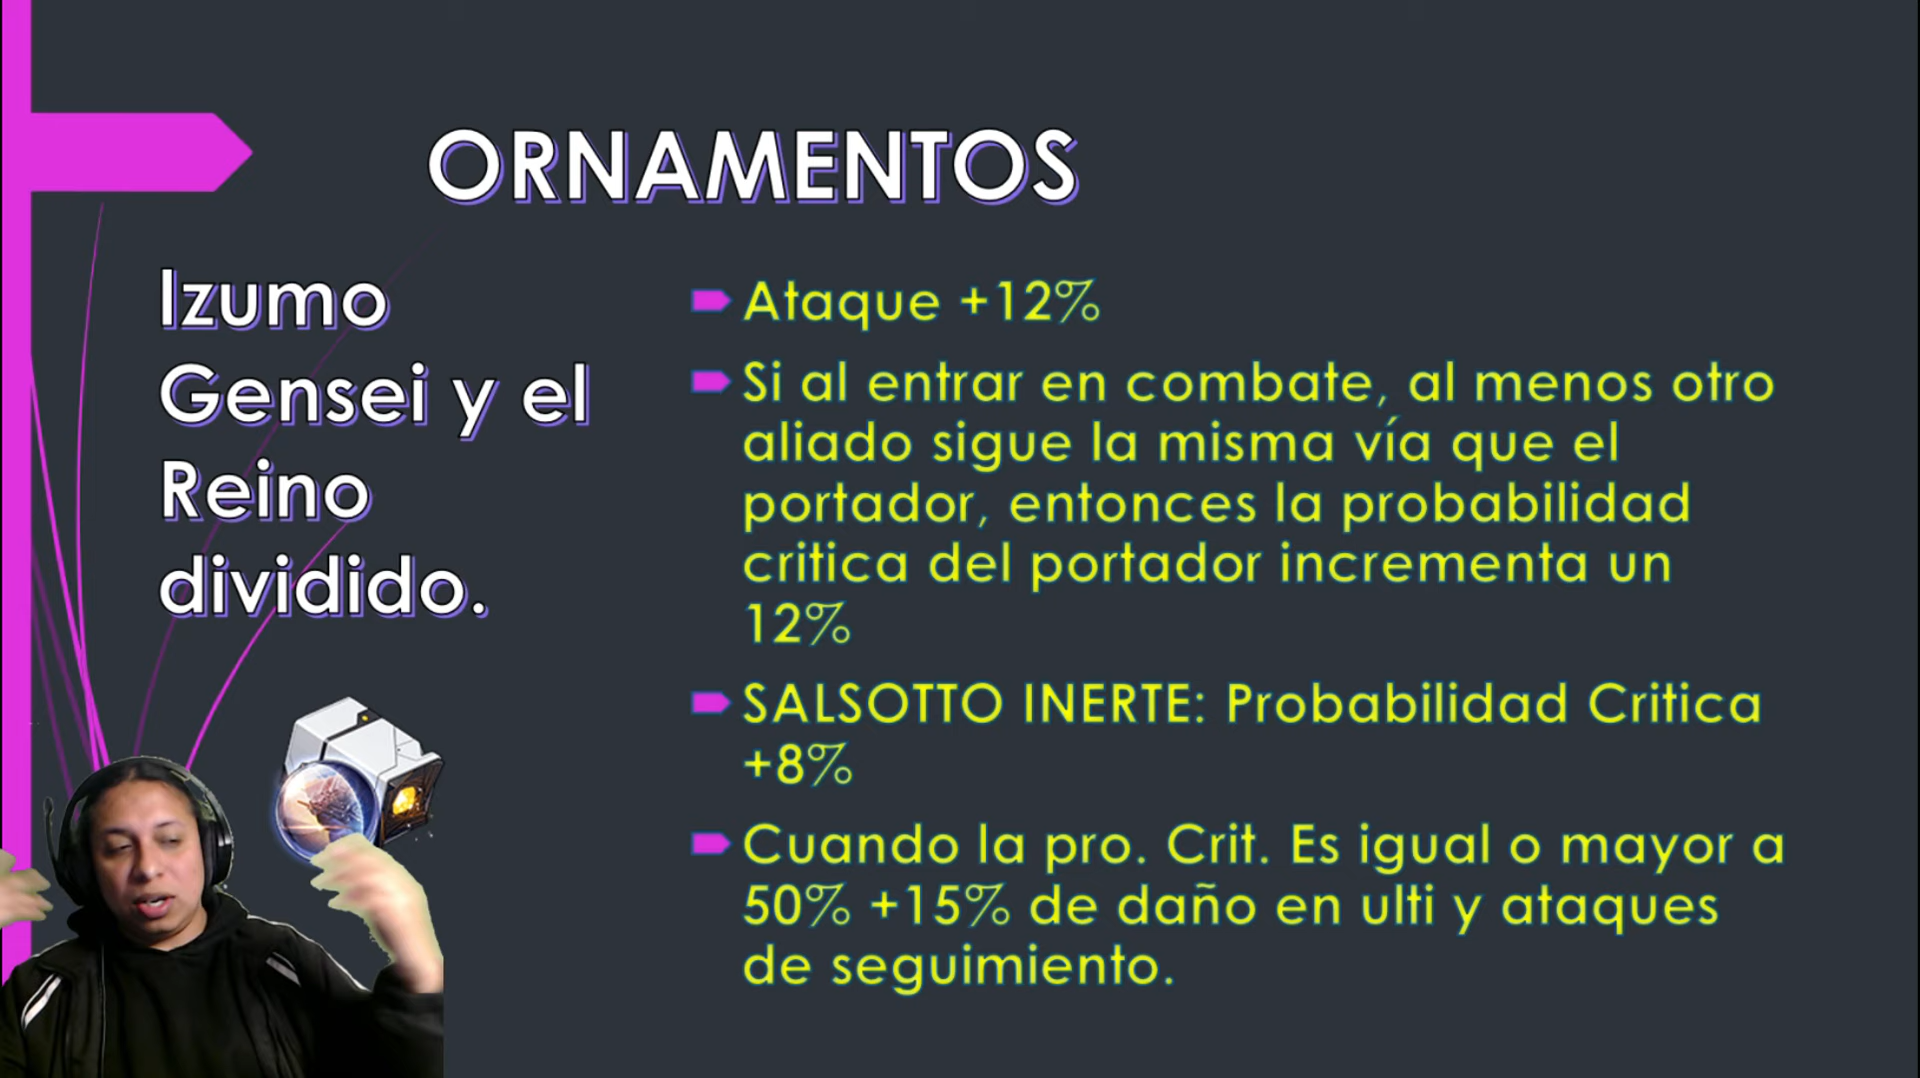 ORNAMENTOS
Izumo
Gensei y el
Reino
dividido.
Ataque +12%
Si al entrar en combate, al menos otro
aliado sigue la misma vía que el
portador, entonces la probabilidad
critica del portador incrementa un
12%
SALSOTTO INERTE: Probabilidad Critica
+8%
Cuando la pro. Crit. Es igual o mayor a
50% +15% de daño en ulti y ataques
de seguimiento.